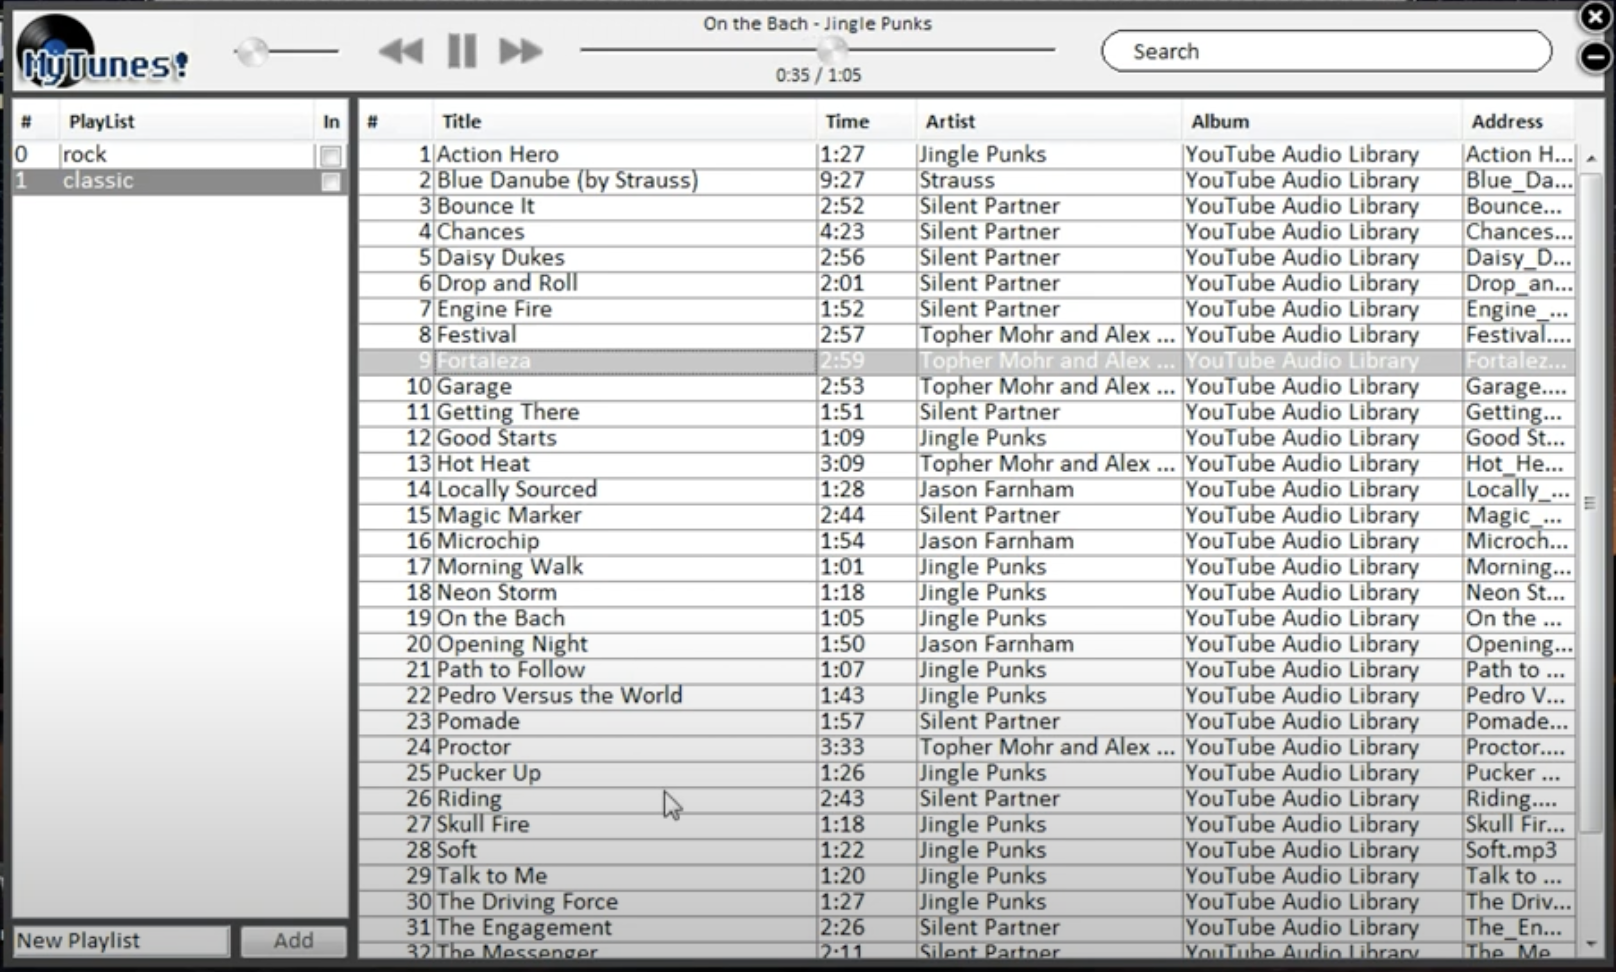 On the Bach - Jingle Punks
MyTunes!
Search
0:35 / 1:05
# PlayList In
0 rock
1 classic
New Playlist
Add
# Title Time Artist Album Address
1 Action Hero 1:27 Jingle Punks YouTube Audio Library Action H...
2 Blue Danube (by Strauss) 9:27 Strauss YouTube Audio Library Blue_Da...
3 Bounce It 2:52 Silent Partner YouTube Audio Library Bounce...
4 Chances 4:23 Silent Partner YouTube Audio Library Chances...
5 Daisy Dukes 2:56 Silent Partner YouTube Audio Library Daisy_D...
6 Drop and Roll 2:01 Silent Partner YouTube Audio Library Drop_an...
7 Engine Fire 1:52 Silent Partner YouTube Audio Library Engine_...
8 Festival 2:57 Topher Mohr and Alex ... YouTube Audio Library Festival....
9 Fortaleza 2:59 Topher Mohr and Alex ... YouTube Audio Library Fortalez...
10 Garage 2:53 Topher Mohr and Alex ... YouTube Audio Library Garage....
11 Getting There 1:51 Silent Partner YouTube Audio Library Getting...
12 Good Starts 1:09 Jingle Punks YouTube Audio Library Good St...
13 Hot Heat 3:09 Topher Mohr and Alex ... YouTube Audio Library Hot_He...
14 Locally Sourced 1:28 Jason Farnham YouTube Audio Library Locally_...
15 Magic Marker 2:44 Silent Partner YouTube Audio Library Magic_...
16 Microchip 1:54 Jason Farnham YouTube Audio Library Microch...
17 Morning Walk 1:01 Jingle Punks YouTube Audio Library Morning...
18 Neon Storm 1:18 Jingle Punks YouTube Audio Library Neon St...
19 On the Bach 1:05 Jingle Punks YouTube Audio Library On the ...
20 Opening Night 1:50 Jason Farnham YouTube Audio Library Opening...
21 Path to Follow 1:07 Jingle Punks YouTube Audio Library Path to ...
22 Pedro Versus the World 1:43 Jingle Punks YouTube Audio Library Pedro V...
23 Pomade 1:57 Silent Partner YouTube Audio Library Pomade...
24 Proctor 3:33 Topher Mohr and Alex ... YouTube Audio Library Proctor....
25 Pucker Up 1:26 Jingle Punks YouTube Audio Library Pucker ...
26 Riding 2:43 Silent Partner YouTube Audio Library Riding....
27 Skull Fire 1:18 Jingle Punks YouTube Audio Library Skull Fir...
28 Soft 1:22 Jingle Punks YouTube Audio Library Soft.mp3
29 Talk to Me 1:20 Jingle Punks YouTube Audio Library Talk to ...
30 The Driving Force 1:27 Jingle Punks YouTube Audio Library The Driv...
31 The Engagement 2:26 Silent Partner YouTube Audio Library The_En...
32 The Messenger 2:11 Silent Partner YouTube Audio Library The_Me